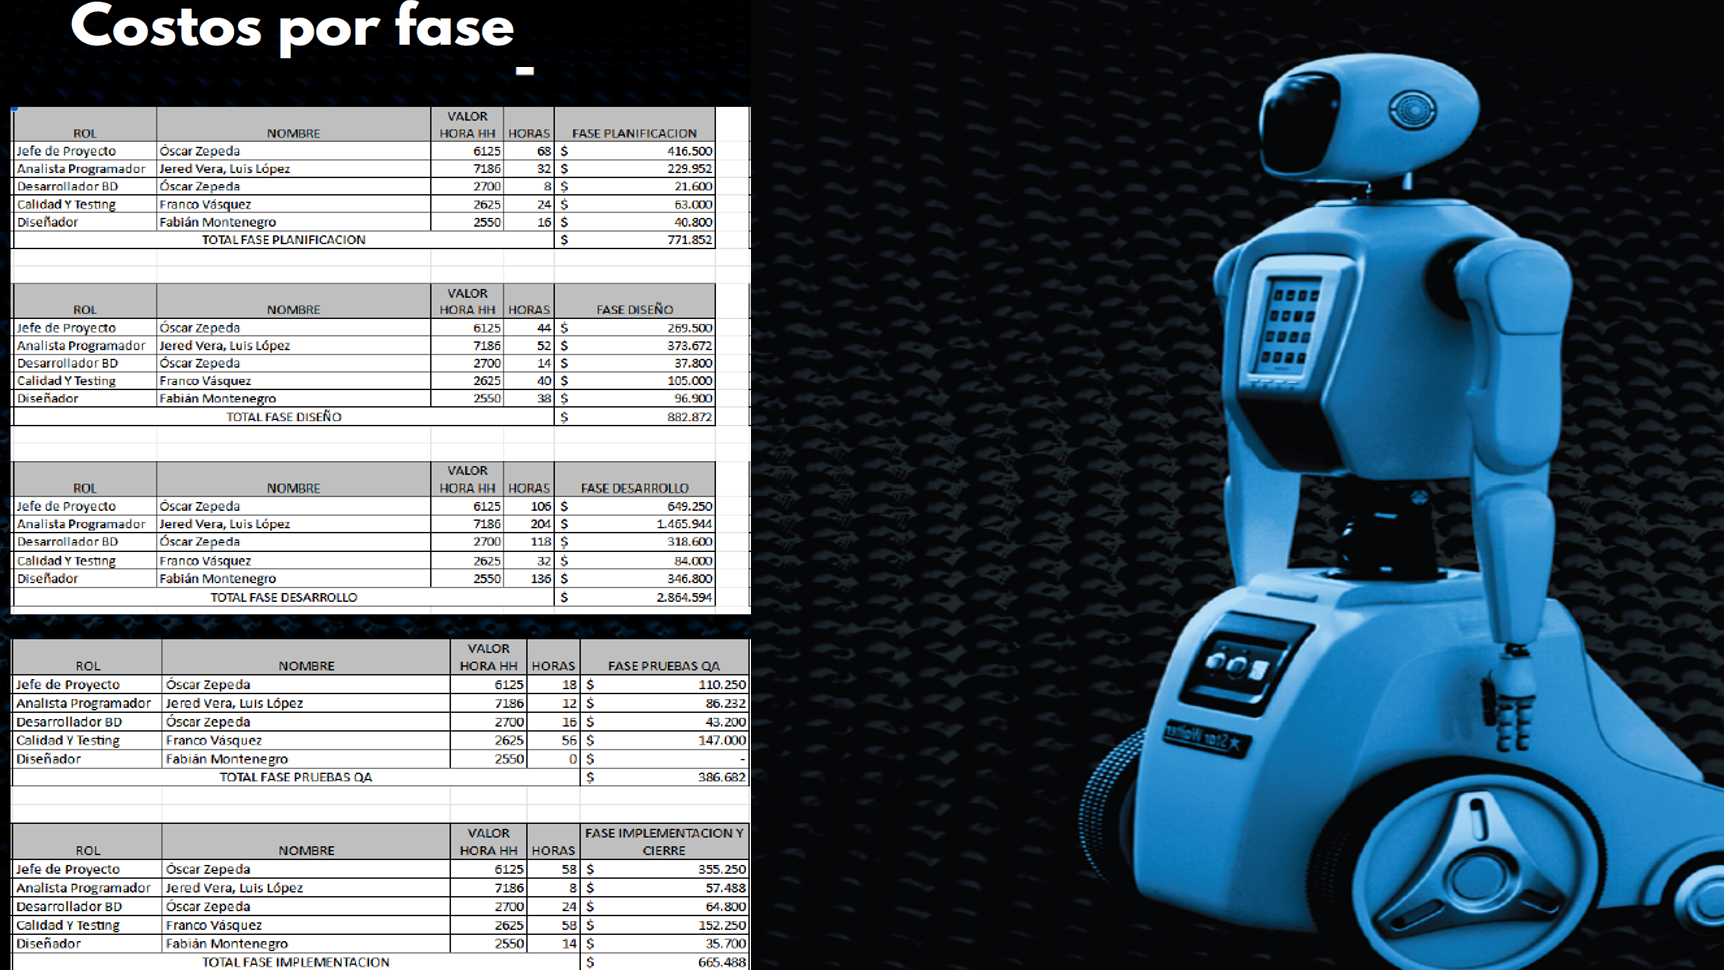 Costos por fase
VALOR
ROL NOMBRE HORA HH HORAS FASE PLANIFICACION
Jefe de Proyecto Óscar Zepeda 6125 68 $ 416.500
Analista Programador Jered Vera, Luis López 7186 32 $ 229.952
Desarrollador BD Óscar Zepeda 2700 8 $ 21.600
Calidad Y Testing Franco Vásquez 2625 24 $ 63.000
Diseñador Fabián Montenegro 2550 16 $ 40.800
TOTAL FASE PLANIFICACION $ 771.852
VALOR
ROL NOMBRE HORA HH HORAS FASE DISEÑO
Jefe de Proyecto Óscar Zepeda 6125 44 $ 269.500
Analista Programador Jered Vera, Luis López 7186 52 $ 373.672
Desarrollador BD Óscar Zepeda 2700 14 $ 37.800
Calidad Y Testing Franco Vásquez 2625 40 $ 105.000
Diseñador Fabián Montenegro 2550 38 $ 96.900
TOTAL FASE DISEÑO $ 882.872
VALOR
ROL NOMBRE HORA HH HORAS FASE DESARROLLO
Jefe de Proyecto Óscar Zepeda 6125 106 $ 649.250
Analista Programador Jered Vera, Luis López 7186 204 $ 1.465.944
Desarrollador BD Óscar Zepeda 2700 118 $ 318.600
Calidad Y Testing Franco Vásquez 2625 32 $ 84.000
Diseñador Fabián Montenegro 2550 136 $ 346.800
TOTAL FASE DESARROLLO $ 2.864.594
VALOR
ROL NOMBRE HORA HH HORAS FASE PRUEBAS QA
Jefe de Proyecto Óscar Zepeda 6125 18 $ 110.250
Analista Programador Jered Vera, Luis López 7186 12 $ 86.232
Desarrollador BD Óscar Zepeda 2700 16 $ 43.200
Calidad Y Testing Franco Vásquez 2625 56 $ 147.000
Diseñador Fabián Montenegro 2550 0 $ -
TOTAL FASE PRUEBAS QA $ 386.682
VALOR FASE IMPLEMENTACION Y
ROL NOMBRE HORA HH HORAS CIERRE
Jefe de Proyecto Óscar Zepeda 6125 58 $ 355.250
Analista Programador Jered Vera, Luis López 7186 8 $ 57.488
Desarrollador BD Óscar Zepeda 2700 24 $ 64.800
Calidad Y Testing Franco Vásquez 2625 58 $ 152.250
Diseñador Fabián Montenegro 2550 14 $ 35.700
TOTAL FASE IMPLEMENTACION $ 665.488